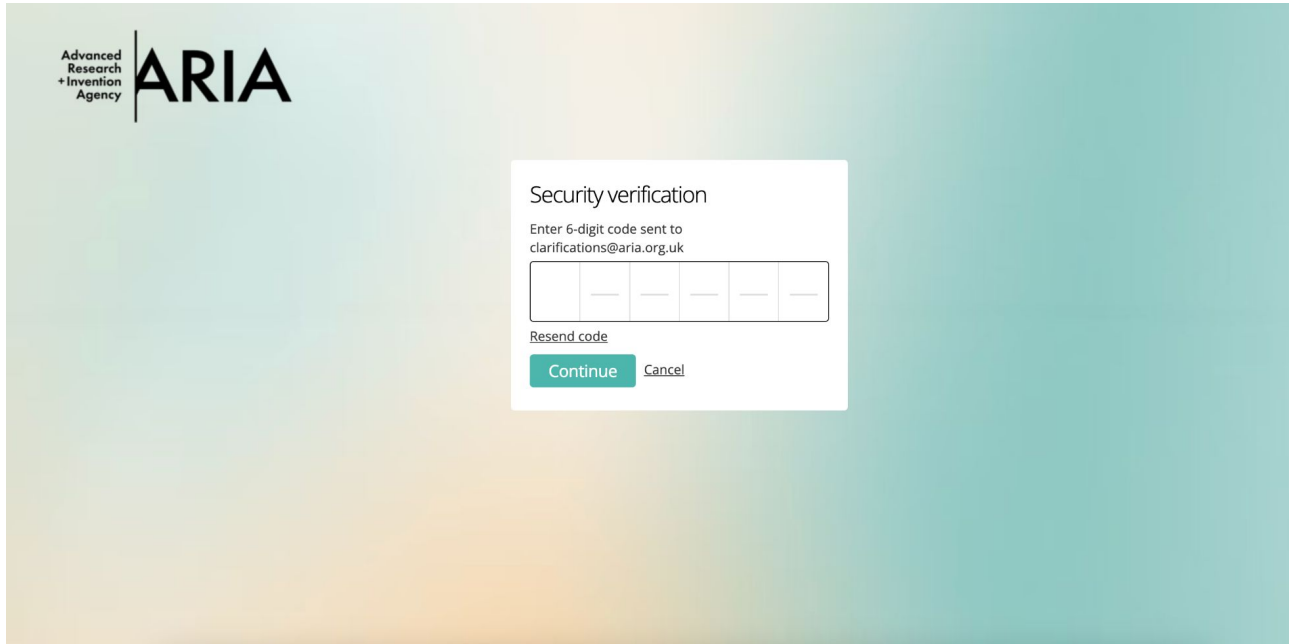 Advanced
Research
+Invention
Agency
ARIA
Security verification
Enter 6-digit code sent to
clarifications@aria.org.uk
Resend code
Continue
Cancel